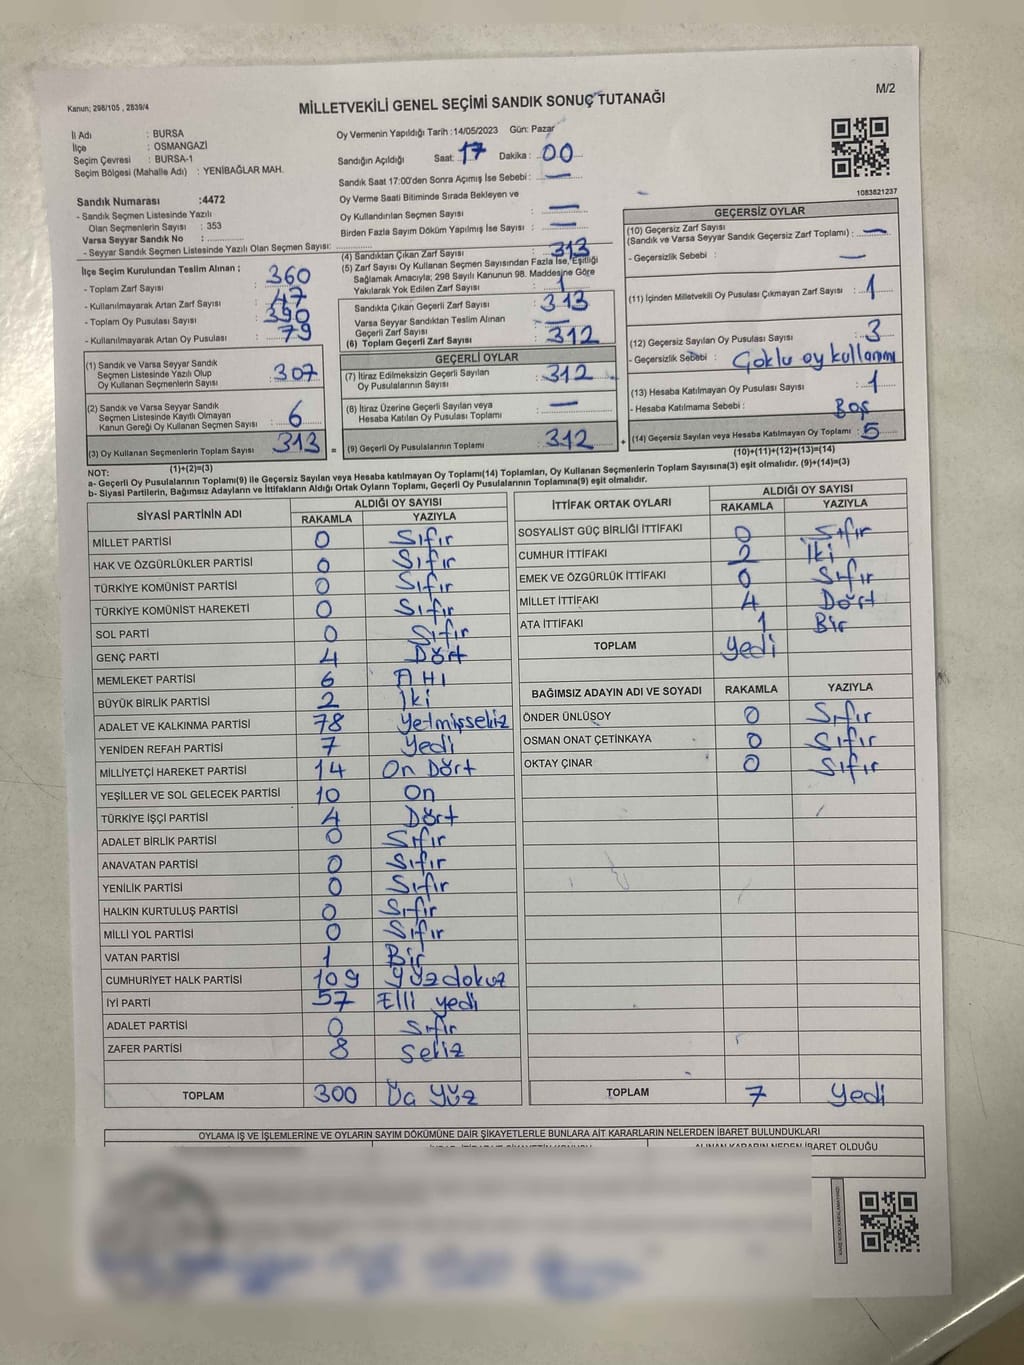 Kanun; 298/105 , 2839/4
MİLLETVEKİLİ GENEL SEÇİMİ SANDIK SONUÇ TUTANAĞI
M/2
İl Adı : BURSA
İlçe : OSMANGAZİ
Seçim Çevresi : BURSA-1
Seçim Bölgesi (Mahalle Adı) : YENİBAĞLAR MAH.
Oy Vermenin Yapıldığı Tarih :14/05/2023 Gün: Pazar
Sandığın Açıldığı Saat: 17 Dakika : 00
Sandık Saat 17:00'den Sonra Açımış İse Sebebi : —
Oy Verme Saati Bitiminde Sırada Bekleyen ve
Oy Kullandırılan Seçmen Sayısı : —
Birden Fazla Sayım Döküm Yapılmış İse Sayısı : —
1083821237
Sandık Numarası :4472
- Sandık Seçmen Listesinde Yazılı
Olan Seçmenlerin Sayısı : 353
Varsa Seyyar Sandık No :
- Seyyar Sandık Seçmen Listesinde Yazılı Olan Seçmen Sayısı:
İlçe Seçim Kurulundan Teslim Alınan ;
- Toplam Zarf Sayısı : 360
- Kullanılmayarak Artan Zarf Sayısı : 47
- Toplam Oy Pusulası Sayısı : 390
- Kullanılmayarak Artan Oy Pusulası : 79
(1) Sandık ve Varsa Seyyar Sandık
Seçmen Listesinde Yazılı Olup
Oy Kullanan Seçmenlerin Sayısı : 307
(2) Sandık ve Varsa Seyyar Sandık
Seçmen Listesinde Kayıtlı Olmayan
Kanun Gereği Oy Kullanan Seçmen Sayısı : 6
(3) Oy Kullanan Seçmenlerin Toplam Sayısı : 313
(1)+(2)=(3)
(4) Sandıktan Çıkan Zarf Sayısı : 313
(5) Zarf Sayısı Oy Kullanan Seçmen Sayısından Fazla İse, Eşitliği
Sağlamak Amacıyla; 298 Sayılı Kanunun 98. Maddesine Göre
Yakılarak Yok Edilen Zarf Sayısı : 1
Sandıkta Çıkan Geçerli Zarf Sayısı : 313
Varsa Seyyar Sandıktan Teslim Alınan
Geçerli Zarf Sayısı : —
(6) Toplam Geçerli Zarf Sayısı : 312
GEÇERLİ OYLAR
(7) İtiraz Edilmeksizin Geçerli Sayılan
Oy Pusulalarının Sayısı : 312
(8) İtiraz Üzerine Geçerli Sayılan veya
Hesaba Katılan Oy Pusulası Toplamı : —
(9) Geçerli Oy Pusulalarının Toplamı : 312
GEÇERSİZ OYLAR
(10) Geçersiz Zarf Sayısı
(Sandık ve Varsa Seyyar Sandık Geçersiz Zarf Toplamı) : —
- Geçersizlik Sebebi : —
(11) İçinden Milletvekili Oy Pusulası Çıkmayan Zarf Sayısı : 1
(12) Geçersiz Sayılan Oy Pusulası Sayısı : 3
- Geçersizlik Sebebi : Çoklu oy kullanımı
(13) Hesaba Katılmayan Oy Pusulası Sayısı : 1
- Hesaba Katılmama Sebebi : Boş
(14) Geçersiz Sayılan veya Hesaba Katılmayan Oy Toplamı : 5
(10)+(11)+(12)+(13)=(14)
NOT:
a- Geçerli Oy Pusulalarının Toplamı(9) ile Geçersiz Sayılan veya Hesaba katılmayan Oy Toplamı(14) Toplamları, Oy Kullanan Seçmenlerin Toplam Sayısına(3) eşit olmalıdır. (9)+(14)=(3)
b- Siyasi Partilerin, Bağımsız Adayların ve İttifakların Aldığı Ortak Oyların Toplamı, Geçerli Oy Pusulalarının Toplamına(9) eşit olmalıdır.
SİYASİ PARTİNİN ADI ALDIĞI OY SAYISI
RAKAMLA YAZIYLA
MİLLET PARTİSİ 0 Sıfır
HAK VE ÖZGÜRLÜKLER PARTİSİ 0 Sıfır
TÜRKİYE KOMÜNİST PARTİSİ 0 Sıfır
TÜRKİYE KOMÜNİST HAREKETİ 0 Sıfır
SOL PARTİ 0 Sıfır
GENÇ PARTİ 4 Dört
MEMLEKET PARTİSİ 6 Altı
BÜYÜK BİRLİK PARTİSİ 2 İki
ADALET VE KALKINMA PARTİSİ 78 Yetmişsekiz
YENİDEN REFAH PARTİSİ 7 Yedi
MİLLİYETÇİ HAREKET PARTİSİ 14 On Dört
YEŞİLLER VE SOL GELECEK PARTİSİ 10 On
TÜRKİYE İŞÇİ PARTİSİ 4 Dört
ADALET BİRLİK PARTİSİ 0 Sıfır
ANAVATAN PARTİSİ 0 Sıfır
YENİLİK PARTİSİ 0 Sıfır
HALKIN KURTULUŞ PARTİSİ 0 Sıfır
MİLLİ YOL PARTİSİ 0 Sıfır
VATAN PARTİSİ 1 Bir
CUMHURİYET HALK PARTİSİ 109 Yüzdokuz
İYİ PARTİ 57 Elli yedi
ADALET PARTİSİ 0 Sıfır
ZAFER PARTİSİ 8 Sekiz
TOPLAM 300 Üç Yüz
İTTİFAK ORTAK OYLARI ALDIĞI OY SAYISI
RAKAMLA YAZIYLA
SOSYALİST GÜÇ BİRLİĞİ İTTİFAKI 0 Sıfır
CUMHUR İTTİFAKI 2 İki
EMEK VE ÖZGÜRLÜK İTTİFAKI 0 Sıfır
MİLLET İTTİFAKI 4 Dört
ATA İTTİFAKI 1 Bir
TOPLAM Yedi
BAĞIMSIZ ADAYIN ADI VE SOYADI RAKAMLA YAZIYLA
ÖNDER ÜNLÜSOY 0 Sıfır
OSMAN ONAT ÇETİNKAYA 0 Sıfır
OKTAY ÇINAR 0 Sıfır
TOPLAM 7 Yedi
OYLAMA İŞ VE İŞLEMLERİNE VE OYLARIN SAYIM DÖKÜMÜNE DAİR ŞİKAYETLERLE BUNLARA AİT KARARLARIN NELERDEN İBARET BULUNDUKLARI
ALINAN KARARIN NEDEN İBARET OLDUĞU